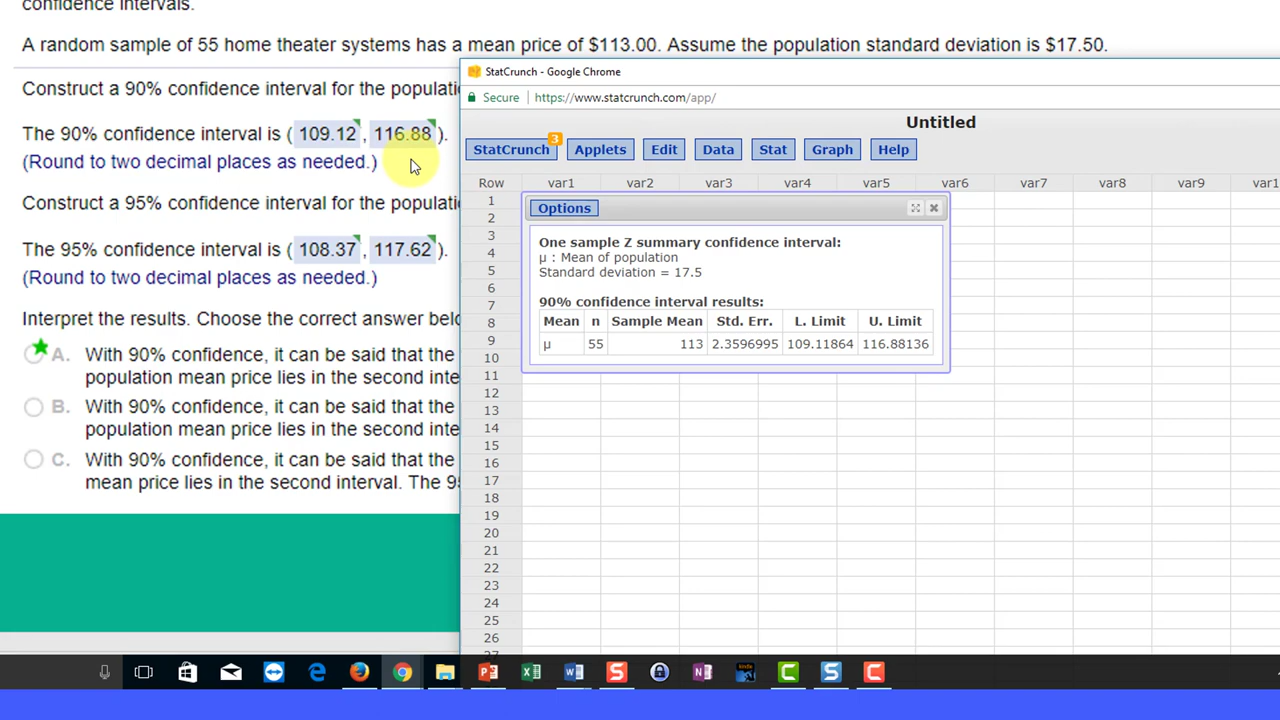 confidence intervals.
A random sample of 55 home theater systems has a mean price of $113.00. Assume the population standard deviation is $17.50.
Construct a 90% confidence interval for the populati
The 90% confidence interval is ( 109.12 , 116.88 ).
(Round to two decimal places as needed.)
Construct a 95% confidence interval for the populati
The 95% confidence interval is ( 108.37 , 117.62 ).
(Round to two decimal places as needed.)
Interpret the results. Choose the correct answer belo
A. With 90% confidence, it can be said that the
population mean price lies in the second inte
B. With 90% confidence, it can be said that the
population mean price lies in the second inte
C. With 90% confidence, it can be said that the
mean price lies in the second interval. The 95
StatCrunch - Google Chrome
Secure https://www.statcrunch.com/app/
Untitled
StatCrunch 3 Applets Edit Data Stat Graph Help
Row var1 var2 var3 var4 var5 var6 var7 var8 var9 var1
1
2
3
4
5
6
7
8
9
10
11
12
13
14
15
16
17
18
19
20
21
22
23
24
25
26
27
Options
One sample Z summary confidence interval:
μ : Mean of population
Standard deviation = 17.5
90% confidence interval results:
Mean n Sample Mean Std. Err. L. Limit U. Limit
μ 55 113 2.3596995 109.11864 116.88136